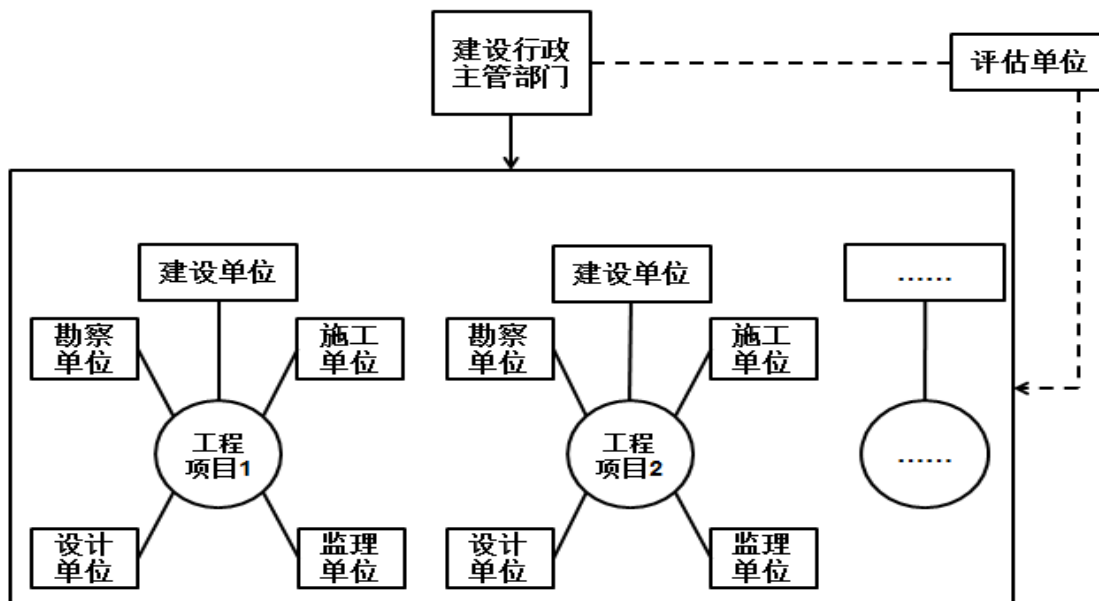 建设行政
主管部门
评估单位
建设单位
建设单位
......
勘察
单位
施工
单位
勘察
单位
施工
单位
工程
项目1
工程
项目2
......
设计
单位
监理
单位
设计
单位
监理
单位